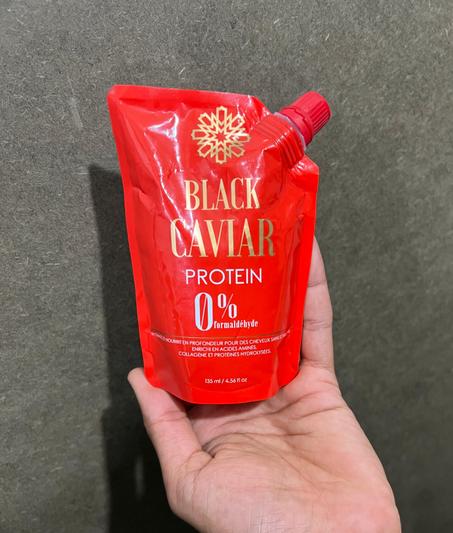 BLACK
CAVIAR
PROTEIN
0%
formaldéhyde
NOURRIT EN PROFONDEUR POUR DES CHEVEUX
ENRICHI EN ACIDES AMINES,
COLLAGÈNE ET PROTÉINES HYDROLYSÉES.
135 ml / 4.56 fl oz